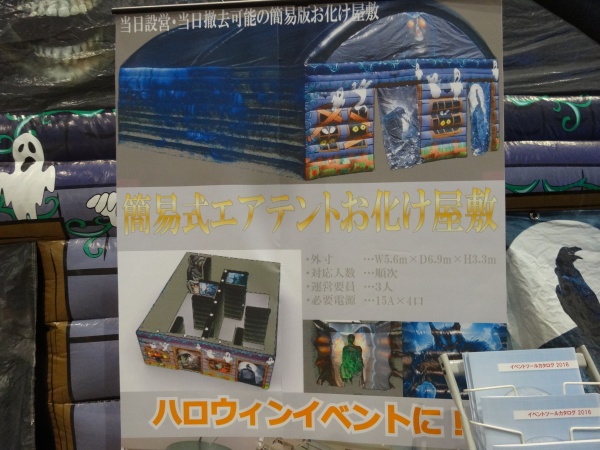 当日設営・当日撤去可能の簡易版お化け屋敷
簡易式エアテントお化け屋敷
・外寸 …W5.6m×D6.9m×H3.3m
・対応人数 …順次
・運営要員 …3人
・必要電源 …15A×4口
ハロウィンイベントに!
イベントツールカタログ 2016
イベントツールカタログ 2016